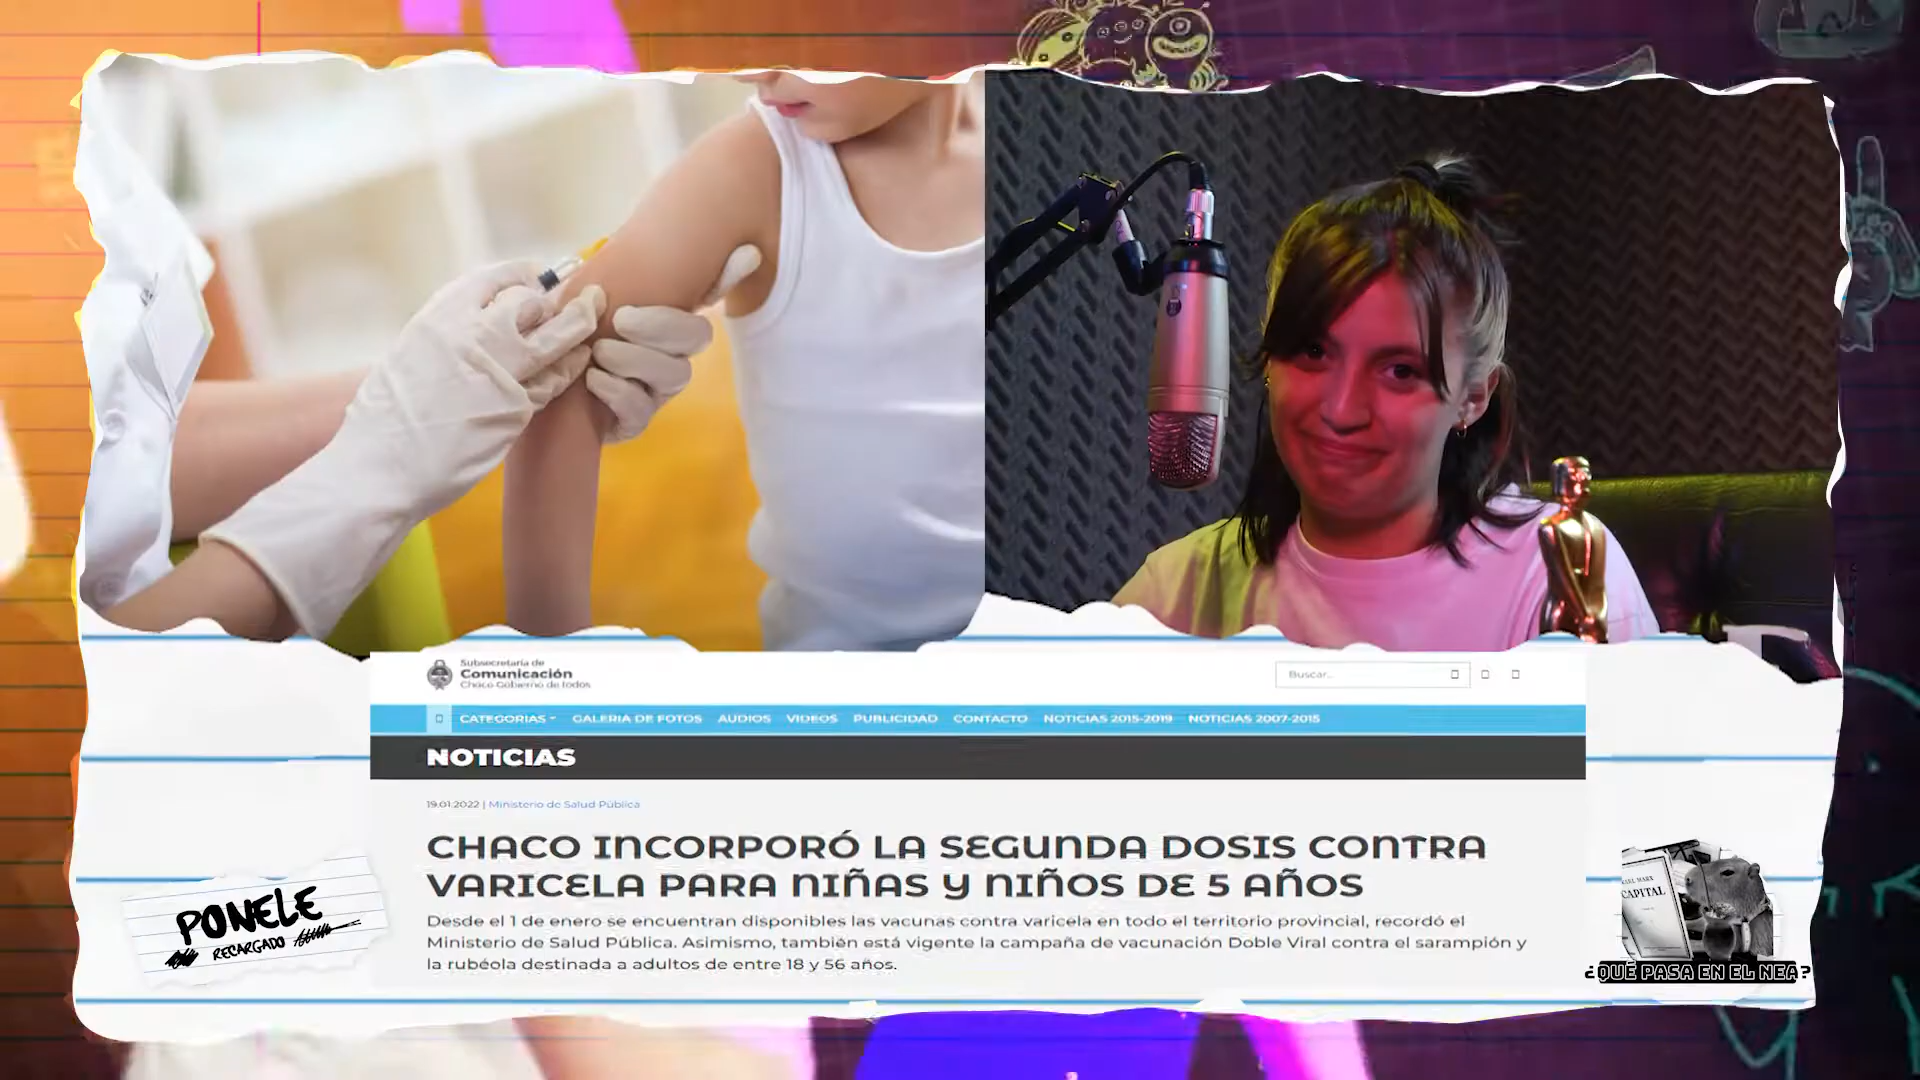 Subsecretaría de
Comunicación
Chaco Gobierno de todos
Buscar...
CATEGORIAS GALERIA DE FOTOS AUDIOS VIDEOS PUBLICIDAD CONTACTO NOTICIAS 2015-2019 NOTICIAS 2007-2015
NOTICIAS
19.01.2022 | Ministerio de Salud Pública
CHACO INCORPORÓ LA SEGUNDA DOSIS CONTRA
VARICELA PARA NIÑAS Y NIÑOS DE 5 AÑOS
Desde el 1 de enero se encuentran disponibles las vacunas contra varicela en todo el territorio provincial, recordó el
Ministerio de Salud Pública. Asimismo, también está vigente la campaña de vacunación Doble Viral contra el sarampión y
la rubéola destinada a adultos de entre 18 y 56 años.
PONELE
RECARGADO
KARL MARX
CAPITAL
¿QUÉ PASA EN EL NEA?